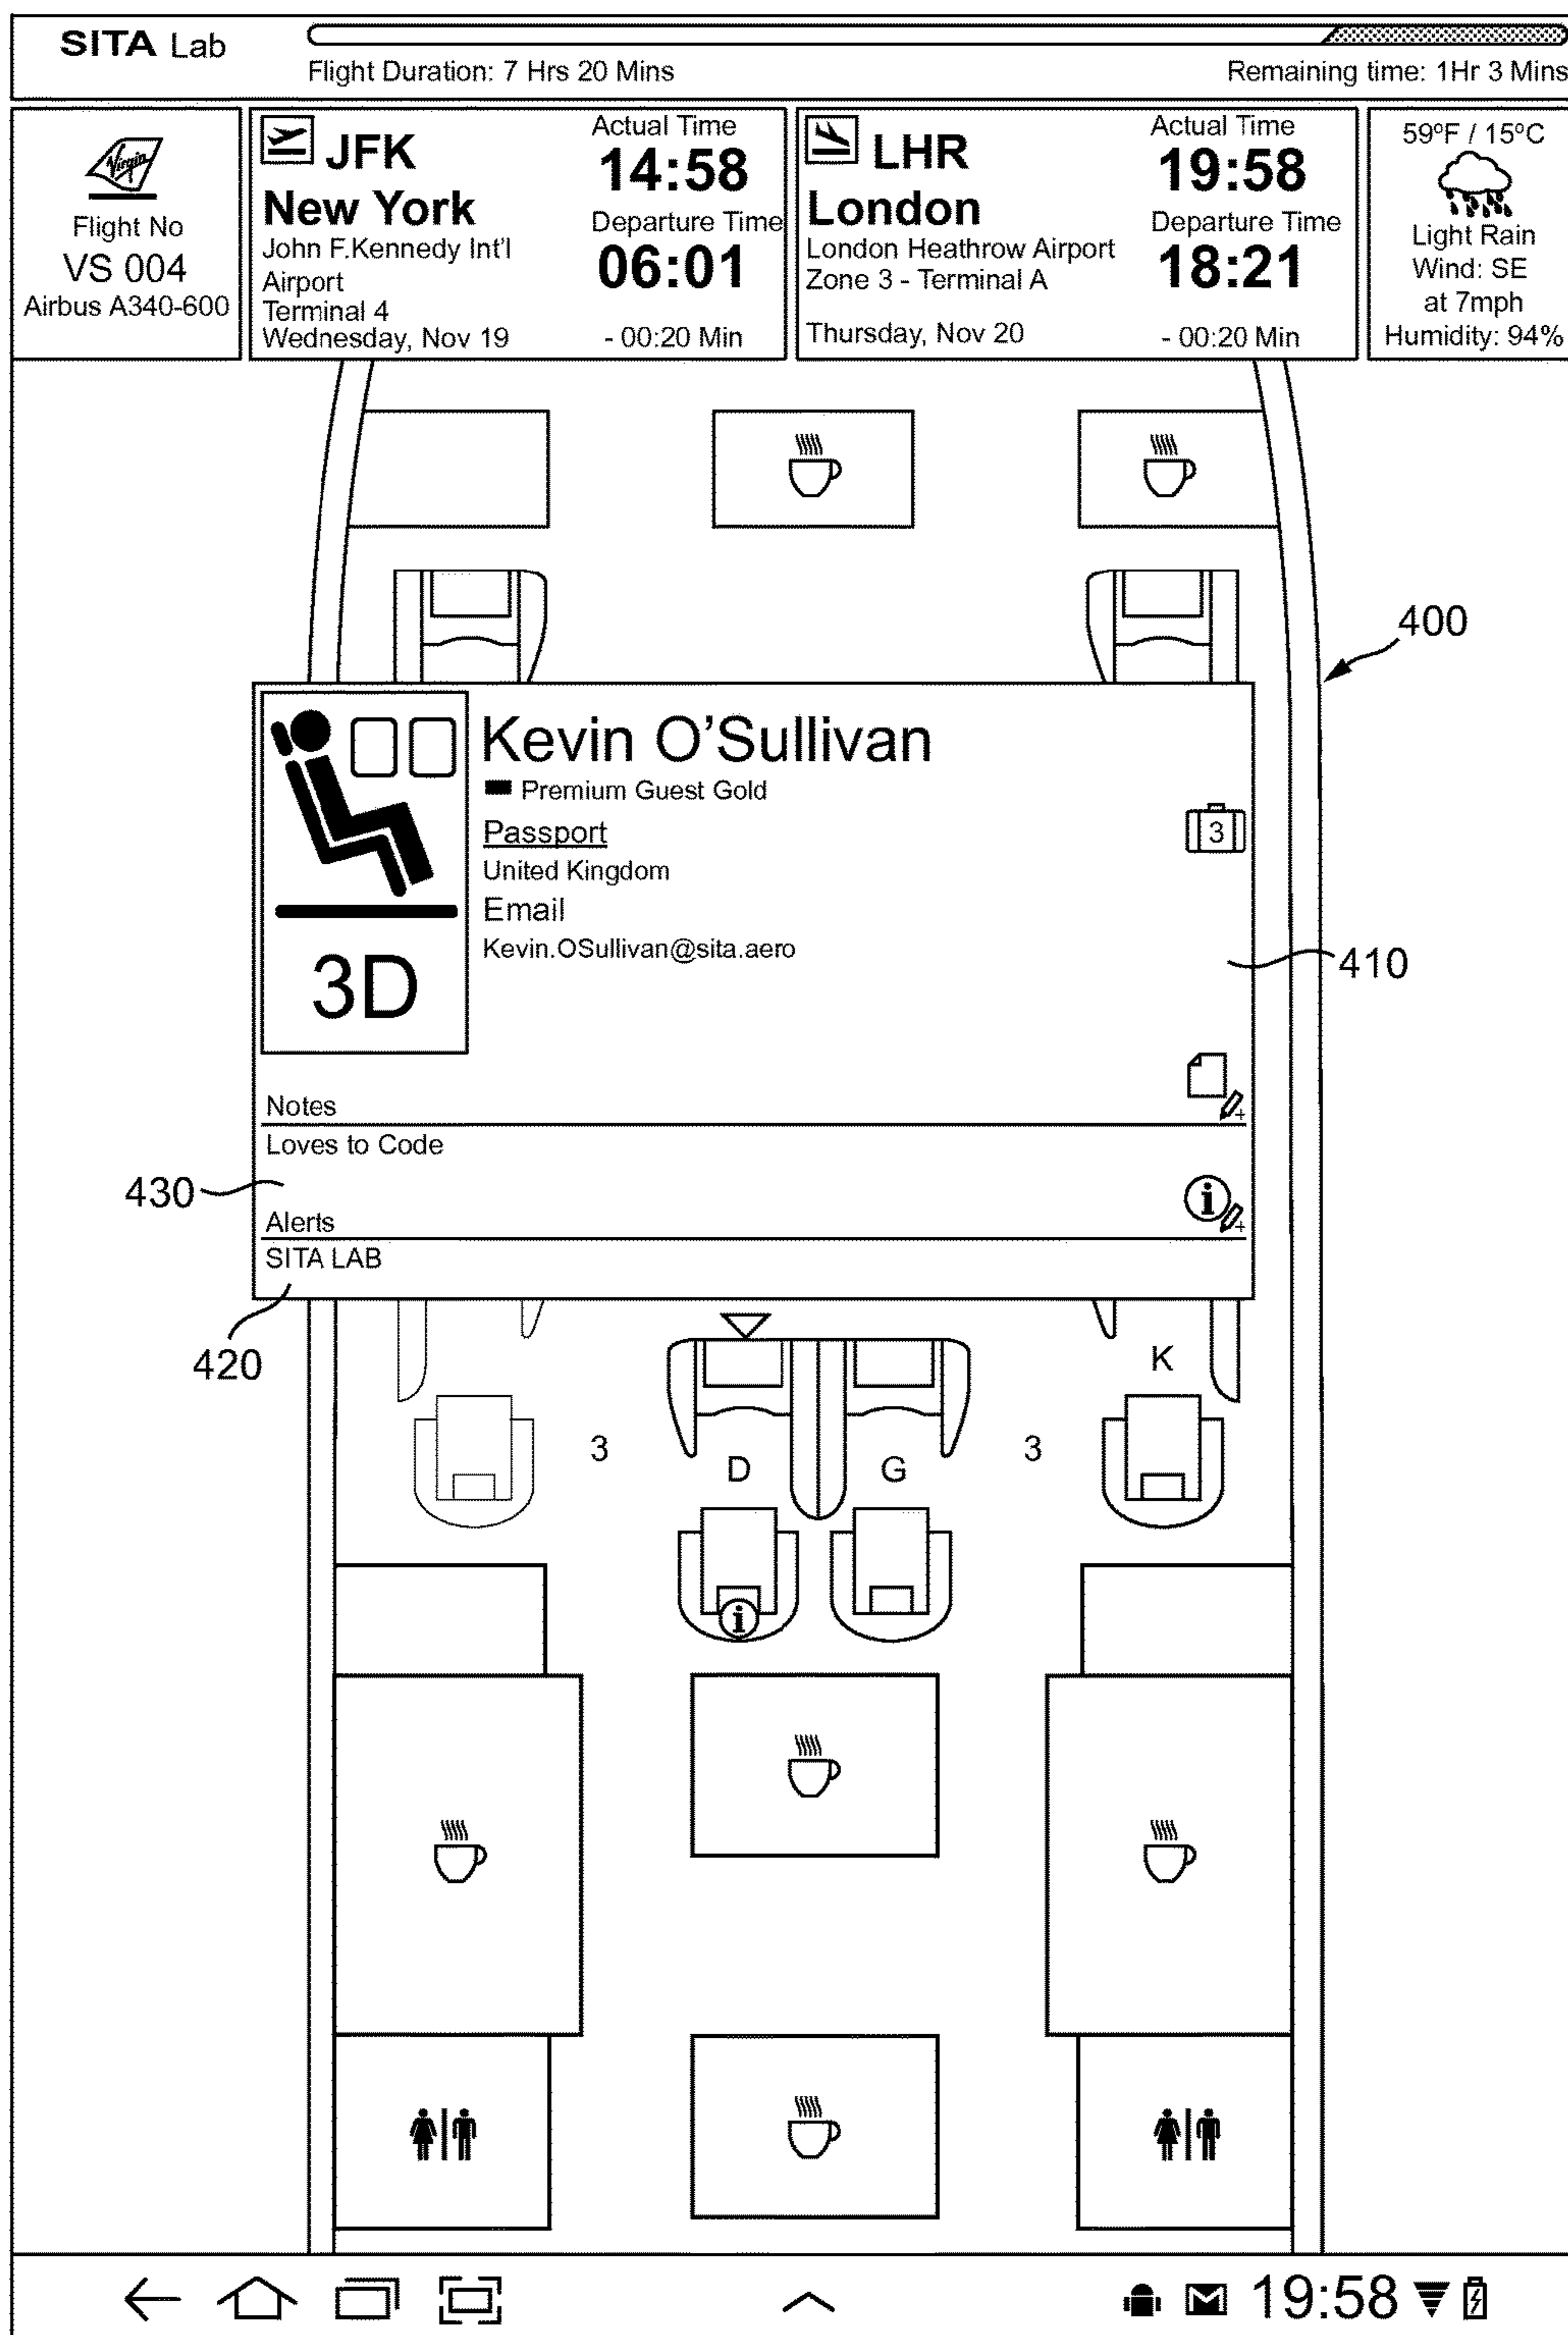 SITA Lab
Flight Duration: 7 Hrs 20 Mins
Remaining time: 1Hr 3 Mins
Virgin
Flight No
VS 004
Airbus A340-600
JFK
New York
John F.Kennedy Int'l
Airport
Terminal 4
Wednesday, Nov 19
Actual Time
14:58
Departure Time
06:01
- 00:20 Min
LHR
London
London Heathrow Airport
Zone 3 - Terminal A
Thursday, Nov 20
Actual Time
19:58
Departure Time
18:21
- 00:20 Min
59ºF / 15ºC
Light Rain
Wind: SE
at 7mph
Humidity: 94%
400
3D
Kevin O'Sullivan
Premium Guest Gold
Passport
United Kingdom
Email
Kevin.OSullivan@sita.aero
3
410
Notes
Loves to Code
430
i
Alerts
SITA LAB
420
K
3
D
G
3
i
19:58